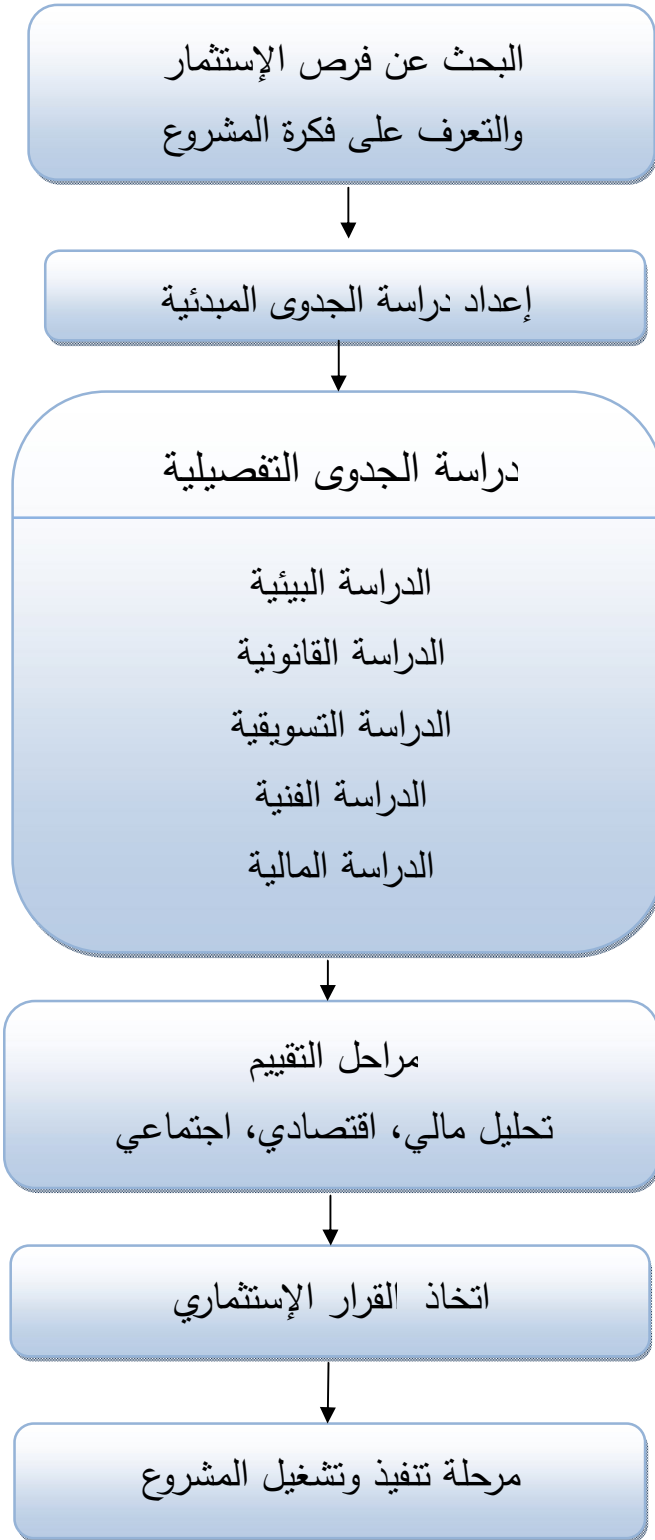 البحث عن فرص الإستثمار
والتعرف على فكرة المشروع
إعداد دراسة الجدوى المبدئية
دراسة الجدوى التفصيلية
الدراسة البيئية
الدراسة القانونية
الدراسة التسويقية
الدراسة الفنية
الدراسة المالية
مراحل التقييم
تحليل مالي، اقتصادي، اجتماعي
اتخاذ القرار الإستثماري
مرحلة تنفيذ وتشغيل المشروع